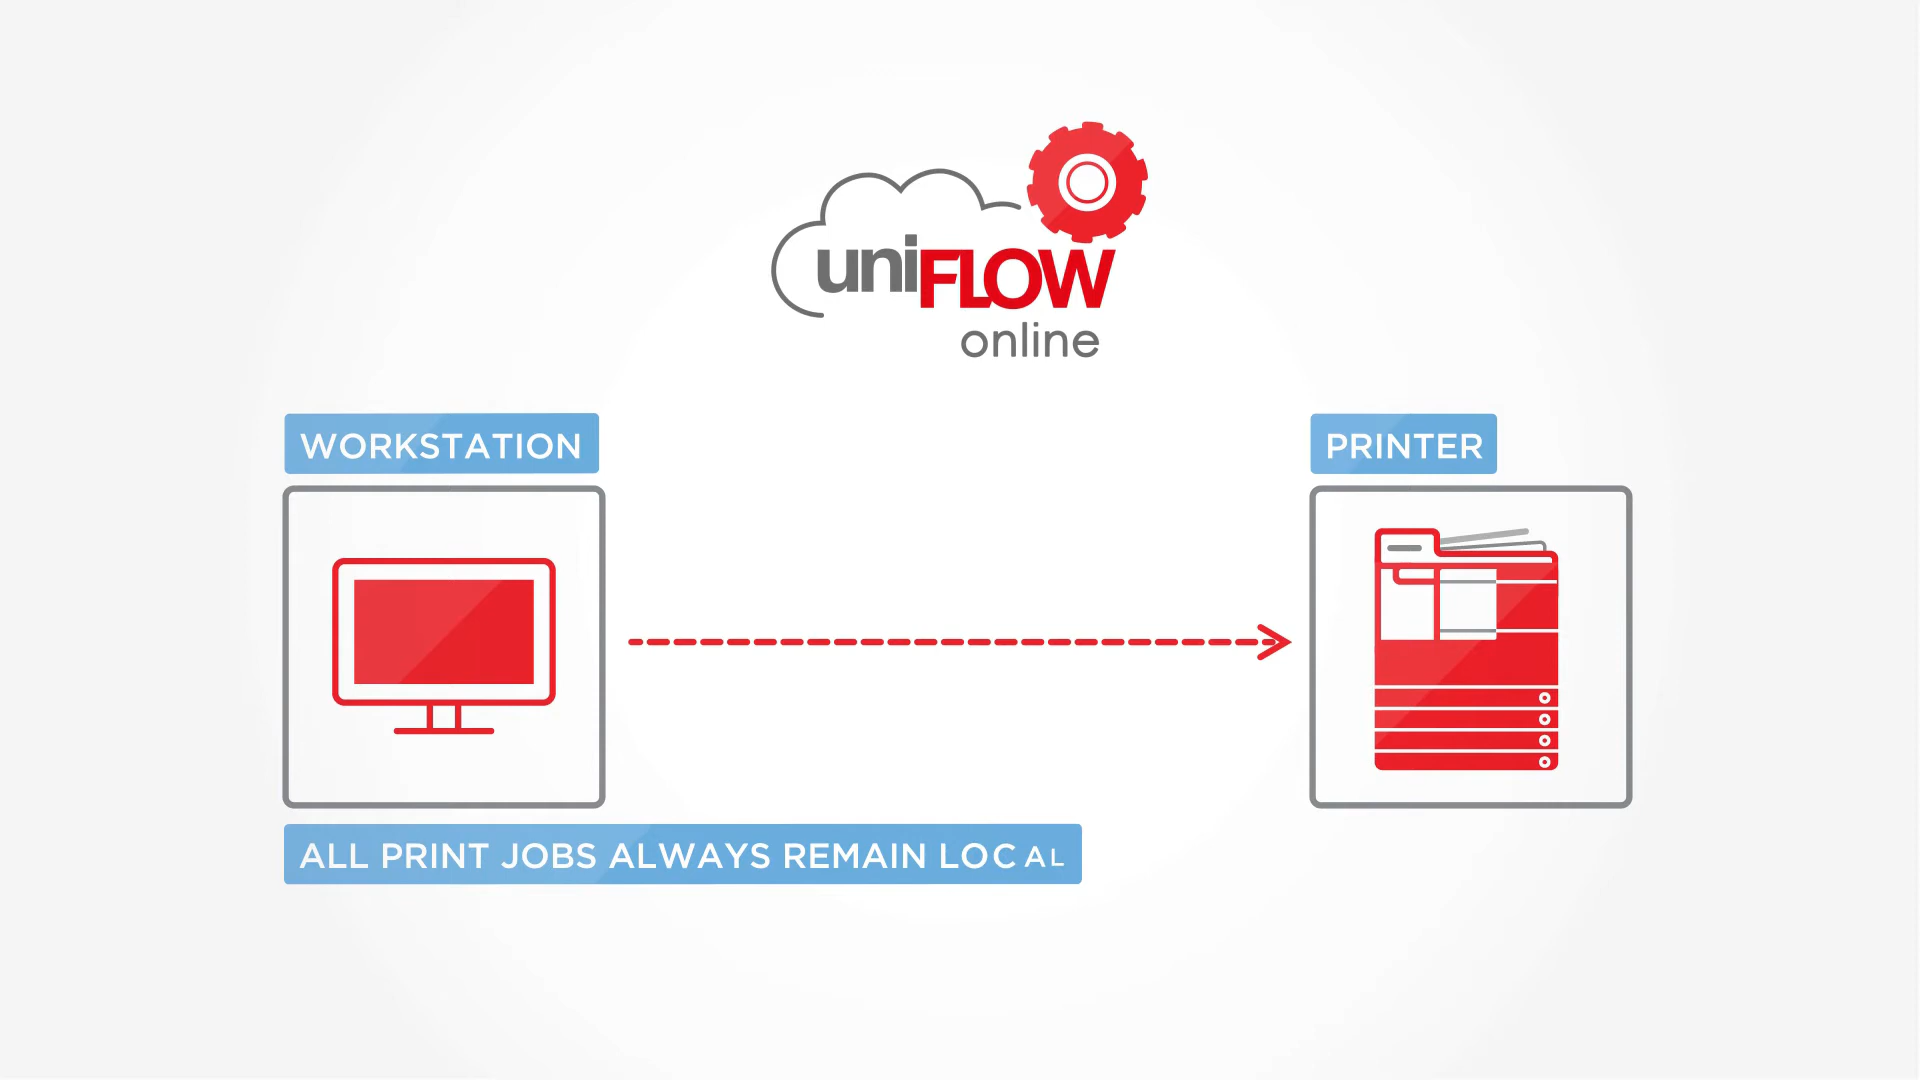 uniFLOW
online
WORKSTATION
PRINTER
ALL PRINT JOBS ALWAYS REMAIN LOCAL